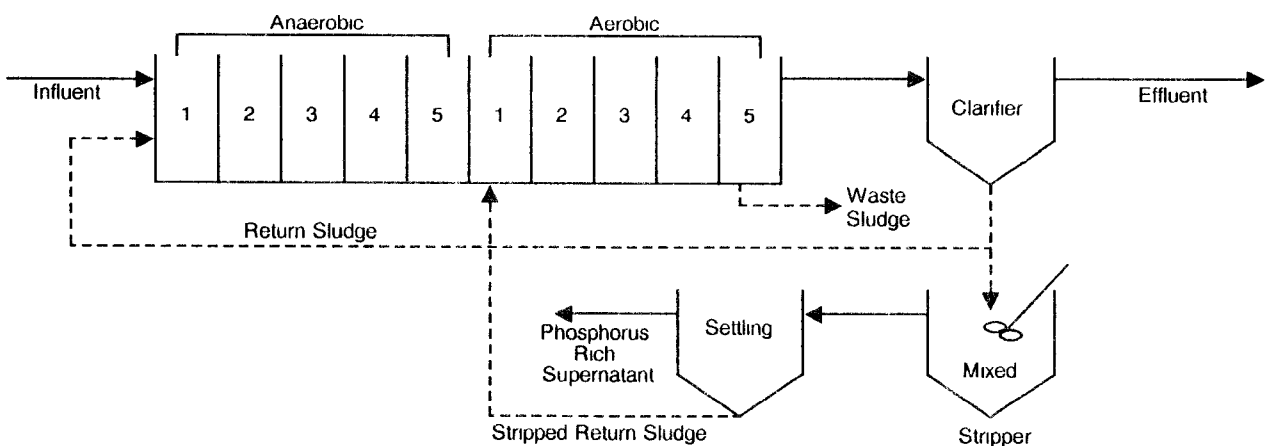 Anaerobic
Aerobic
Influent
1 2 3 4 5 1 2 3 4 5
Clarifier
Effluent
Waste
Sludge
Return Sludge
Settling
Phosphorus
Rich
Supernatant
Mixed
Stripped Return Sludge
Stripper